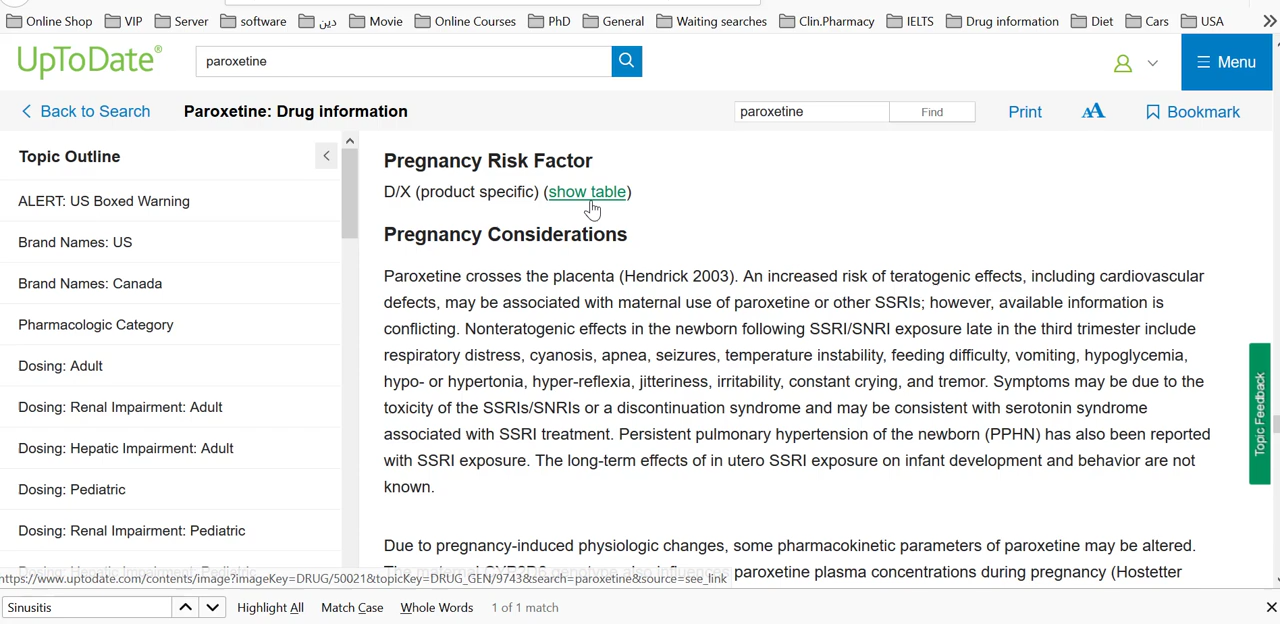 Online Shop VIP Server software دین Movie Online Courses PhD General Waiting searches Clin.Pharmacy IELTS Drug information Diet Cars USA
UpToDate® paroxetine Menu
Back to Search Paroxetine: Drug information paroxetine Find Print AA Bookmark
Topic Outline
ALERT: US Boxed Warning
Brand Names: US
Brand Names: Canada
Pharmacologic Category
Dosing: Adult
Dosing: Renal Impairment: Adult
Dosing: Hepatic Impairment: Adult
Dosing: Pediatric
Dosing: Renal Impairment: Pediatric
Dosing: Hepatic Impairment: Pediatric
Pregnancy Risk Factor
D/X (product specific) (show table)
Pregnancy Considerations
Paroxetine crosses the placenta (Hendrick 2003). An increased risk of teratogenic effects, including cardiovascular
defects, may be associated with maternal use of paroxetine or other SSRIs; however, available information is
conflicting. Nonteratogenic effects in the newborn following SSRI/SNRI exposure late in the third trimester include
respiratory distress, cyanosis, apnea, seizures, temperature instability, feeding difficulty, vomiting, hypoglycemia,
hypo- or hypertonia, hyper-reflexia, jitteriness, irritability, constant crying, and tremor. Symptoms may be due to the
toxicity of the SSRIs/SNRIs or a discontinuation syndrome and may be consistent with serotonin syndrome
associated with SSRI treatment. Persistent pulmonary hypertension of the newborn (PPHN) has also been reported
with SSRI exposure. The long-term effects of in utero SSRI exposure on infant development and behavior are not
known.
Due to pregnancy-induced physiologic changes, some pharmacokinetic parameters of paroxetine may be altered.
The maternal CYP2D6 genotype also influences paroxetine plasma concentrations during pregnancy (Hostetter
Topic Feedback
https://www.uptodate.com/contents/image?imageKey=DRUG/50021&topicKey=DRUG_GEN/9743&search=paroxetine&source=see_link
Sinusitis Highlight All Match Case Whole Words 1 of 1 match